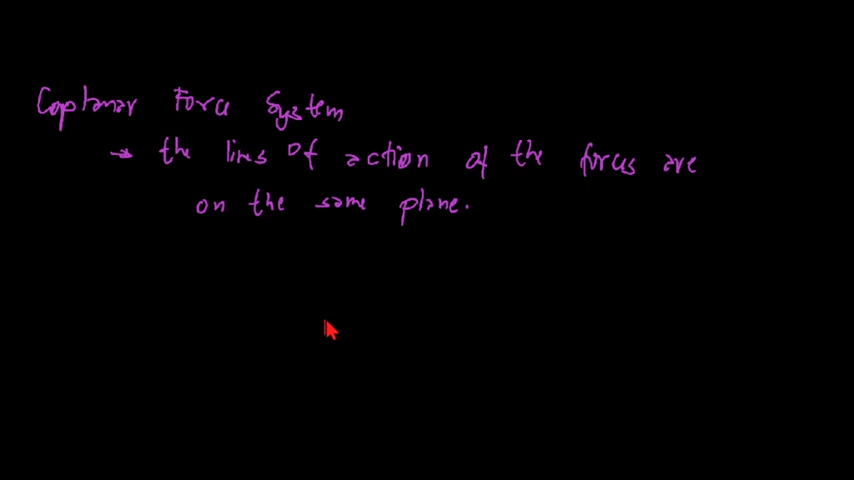 Coplanar Force System
→ the lines of action of the forces are
on the same plane.